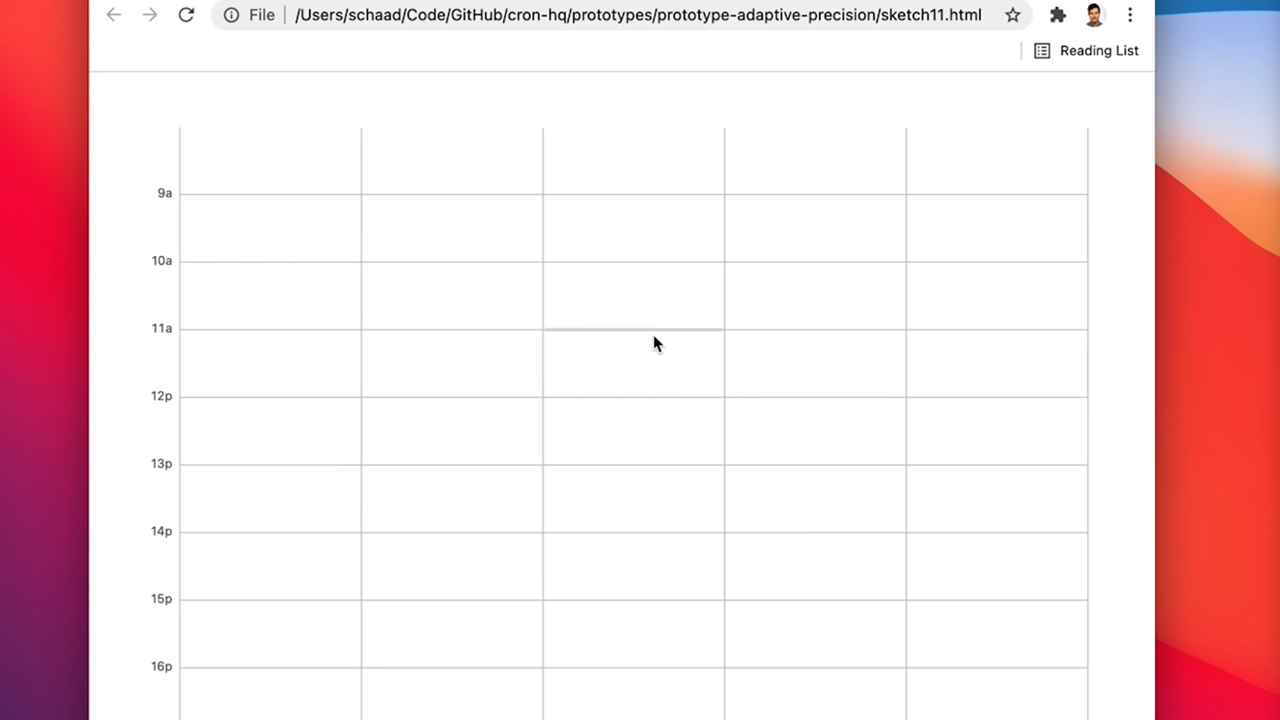 File /Users/schaad/Code/GitHub/cron-hq/prototypes/prototype-adaptive-precision/sketch11.html
Reading List
9a
10a
11a
12p
13p
14p
15p
16p